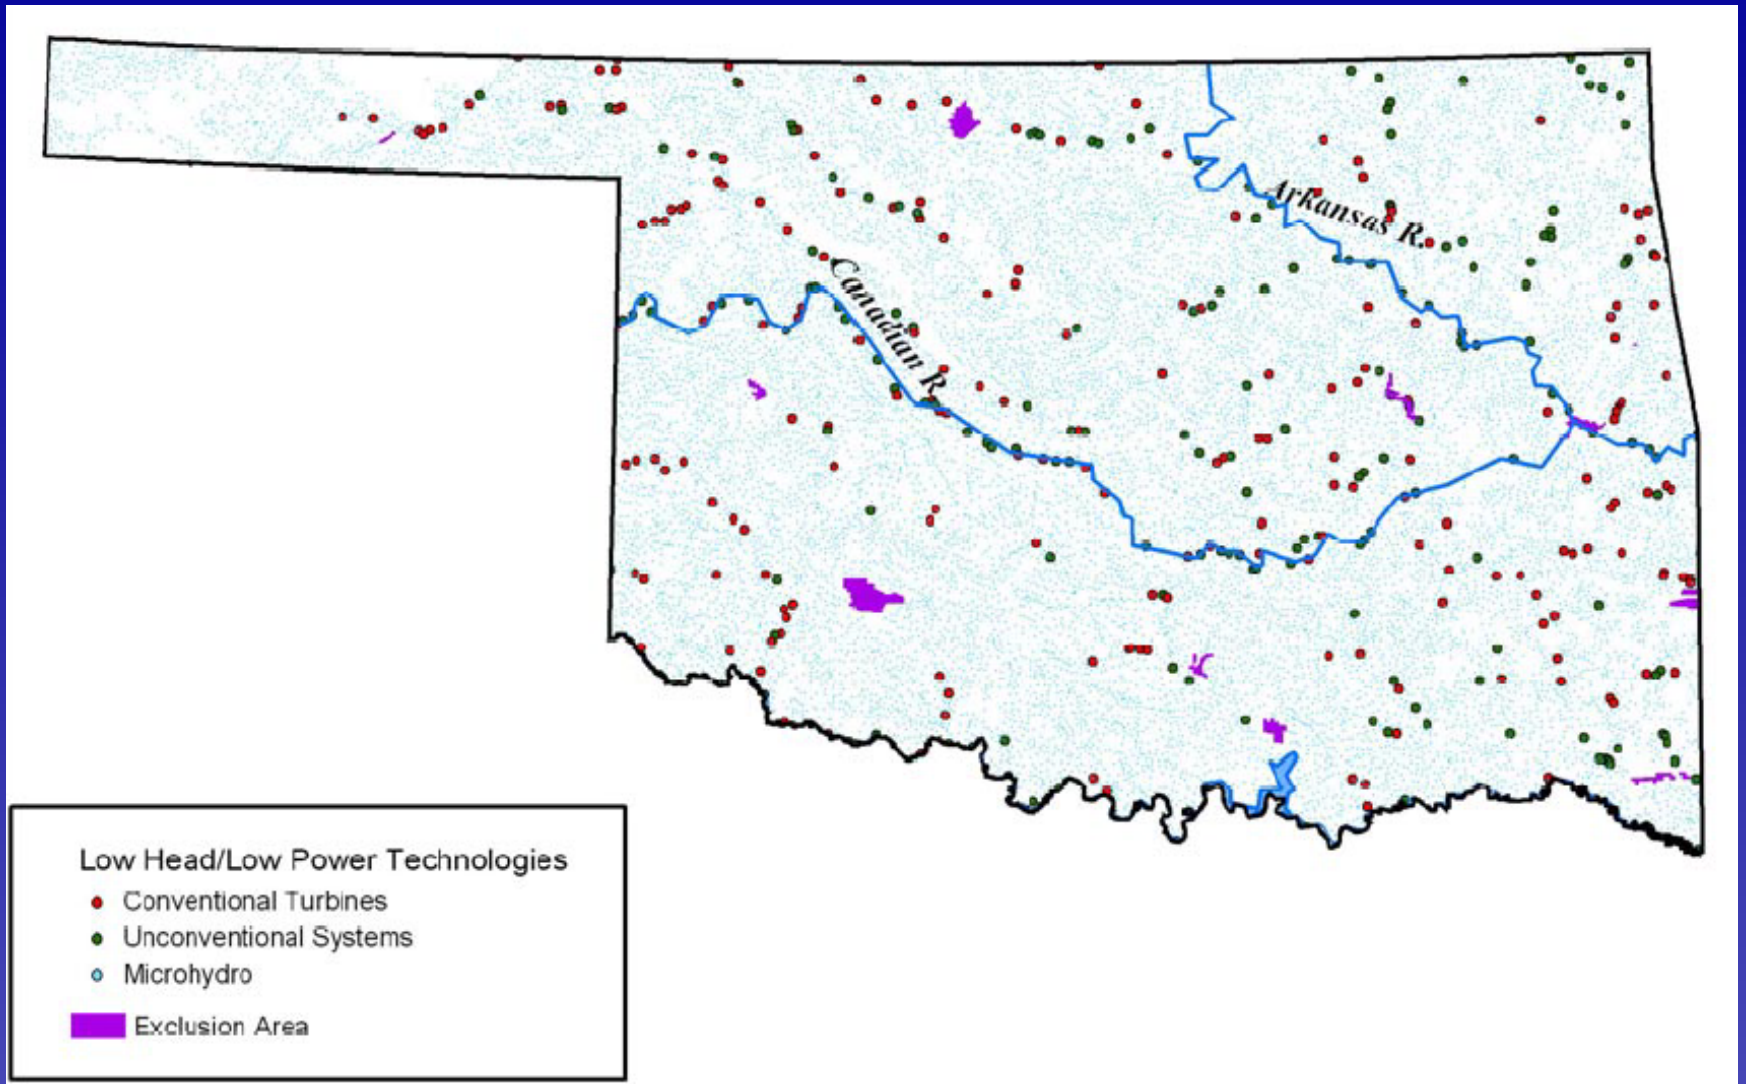 Arkansas R.
Canadian R.
Low Head/Low Power Technologies
Conventional Turbines
Unconventional Systems
Microhydro
Exclusion Area